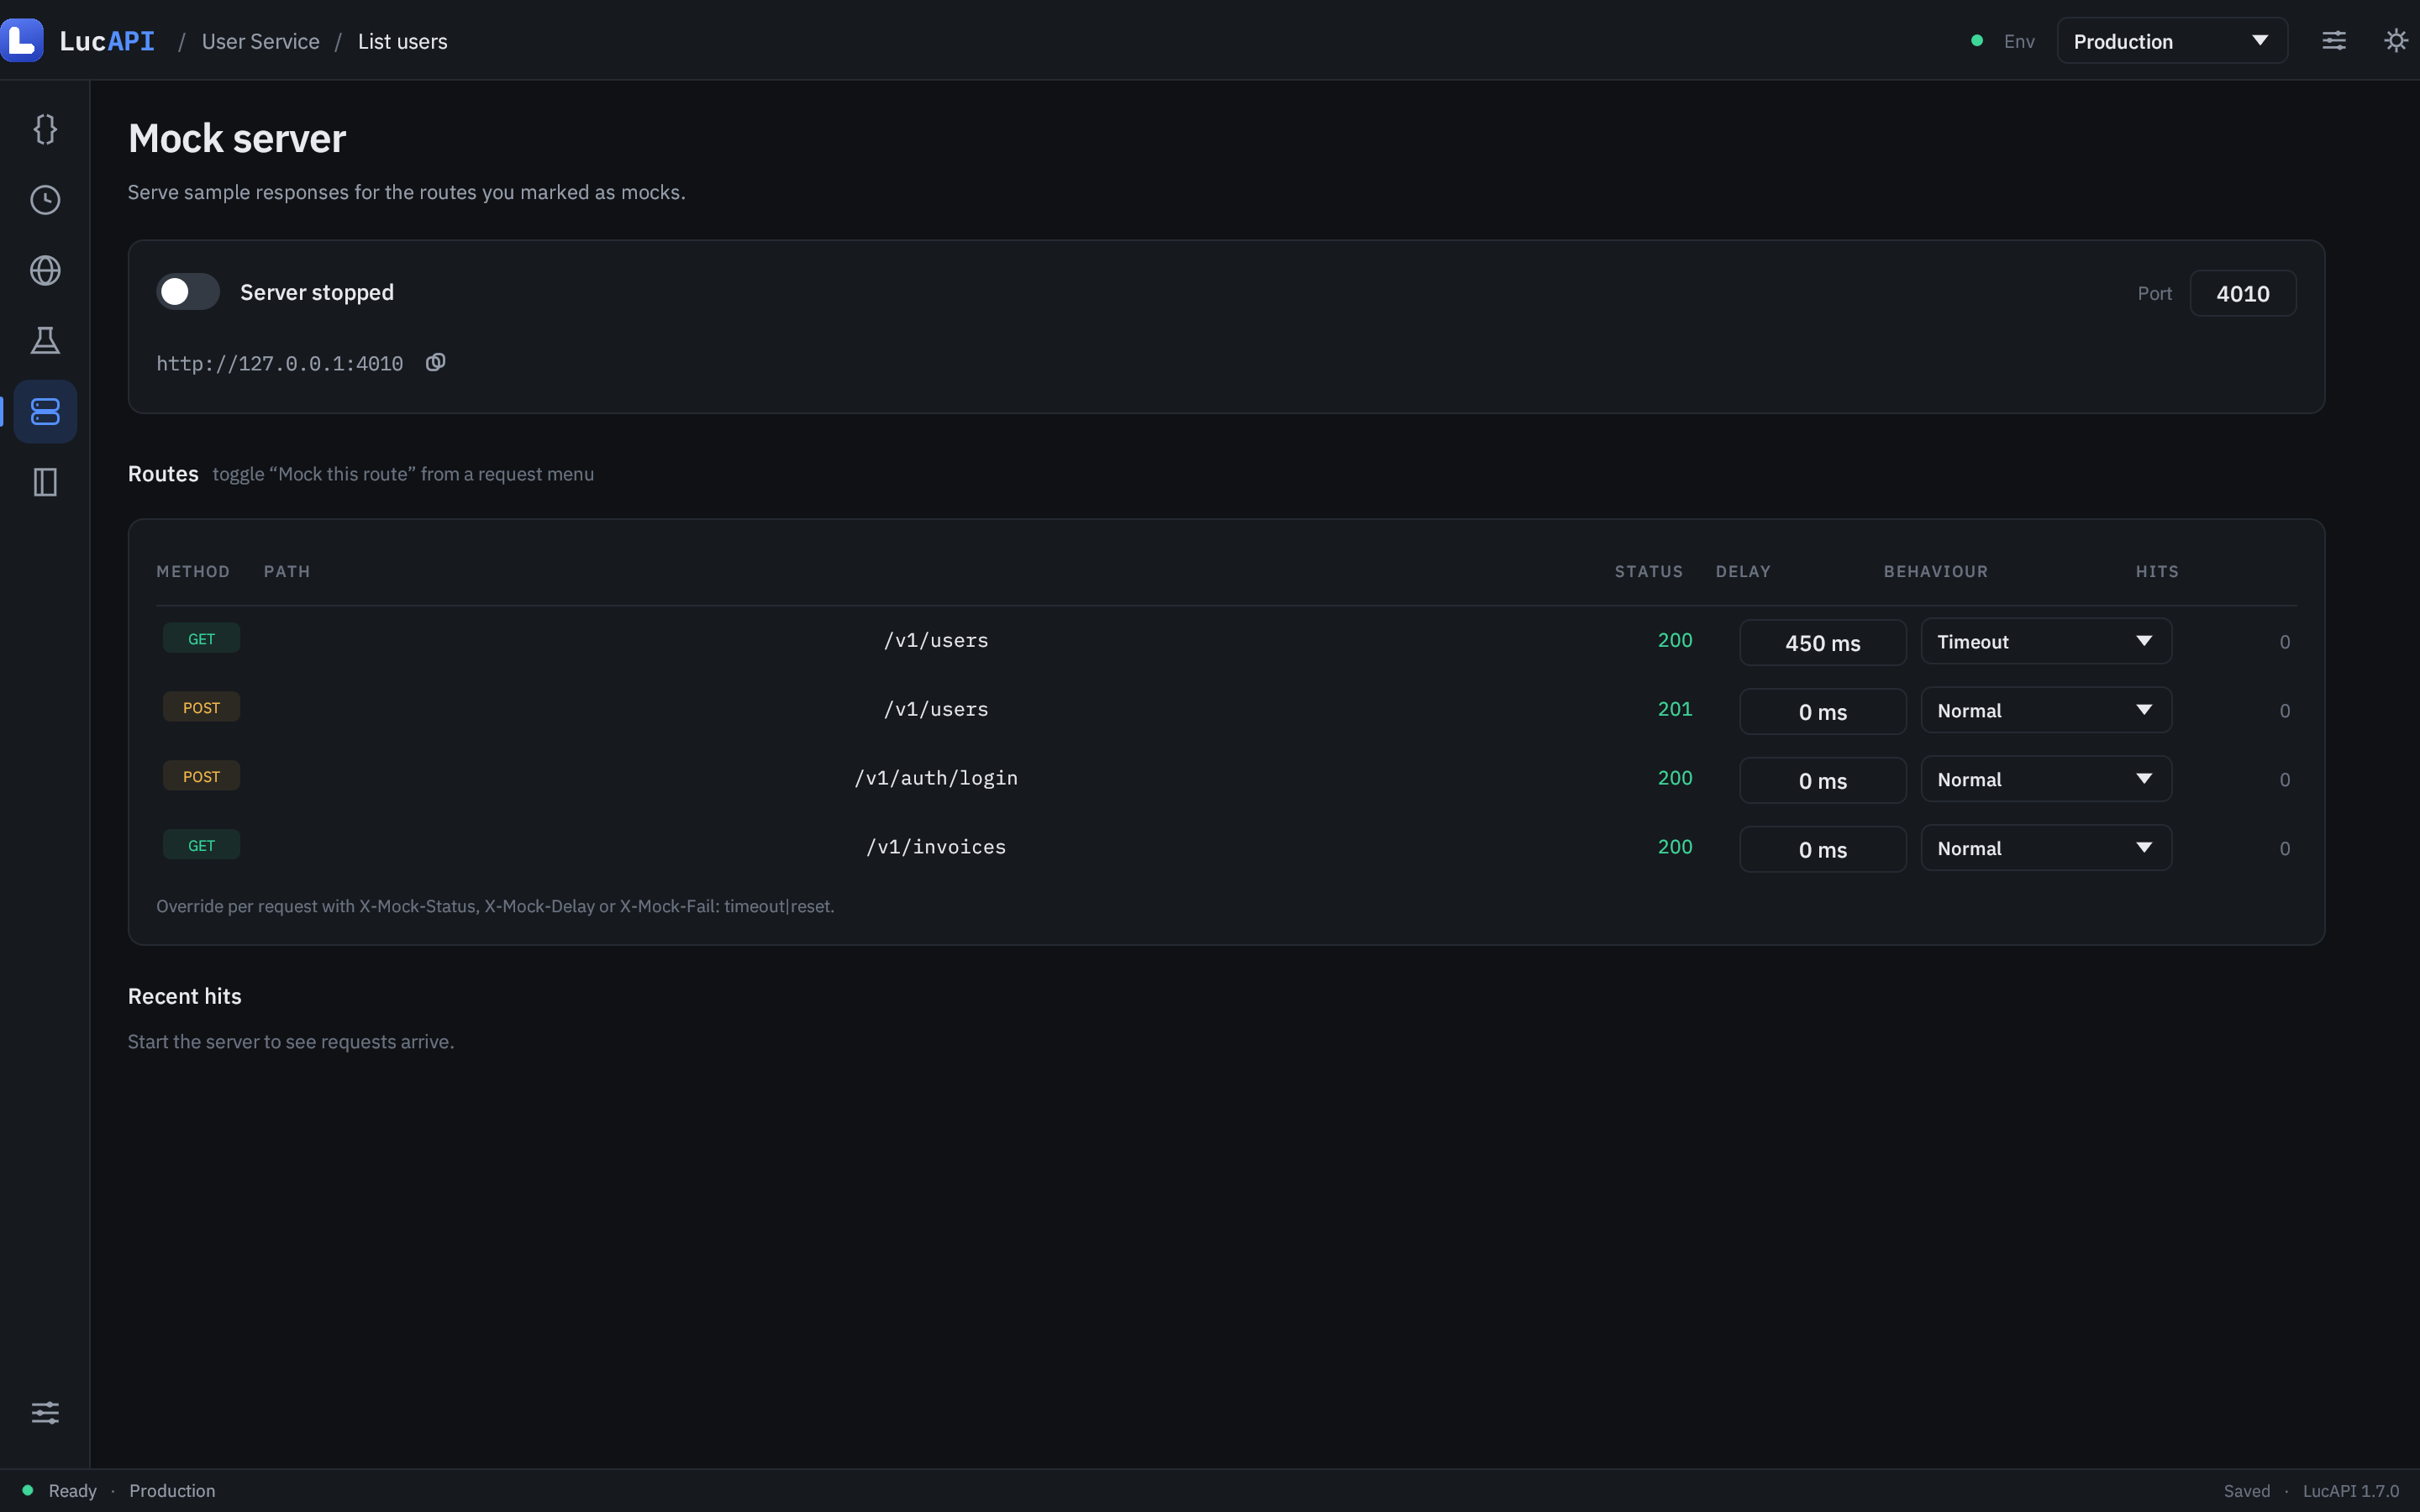 LucAPI / User Service / List users
Env Production
Mock server
Serve sample responses for the routes you marked as mocks.
Server stopped
Port 4010
http://127.0.0.1:4010
Routes toggle “Mock this route” from a request menu
METHOD PATH STATUS DELAY BEHAVIOUR HITS
GET /v1/users 200 450 ms Timeout 0
POST /v1/users 201 0 ms Normal 0
POST /v1/auth/login 200 0 ms Normal 0
GET /v1/invoices 200 0 ms Normal 0
Override per request with X-Mock-Status, X-Mock-Delay or X-Mock-Fail: timeout|reset.
Recent hits
Start the server to see requests arrive.
Ready · Production
Saved · LucAPI 1.7.0